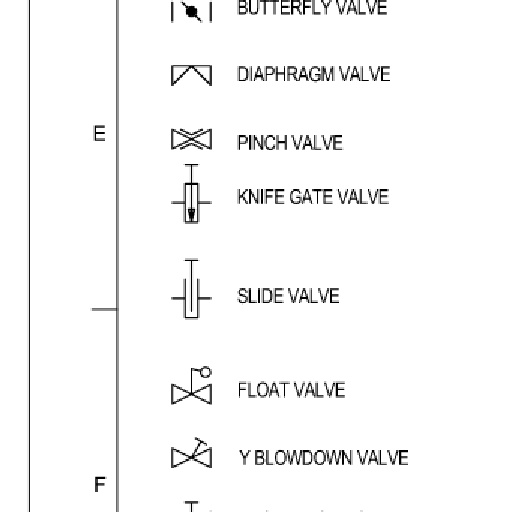 BUTTERFLY VALVE
DIAPHRAGM VALVE
E
PINCH VALVE
KNIFE GATE VALVE
SLIDE VALVE
FLOAT VALVE
Y BLOWDOWN VALVE
F